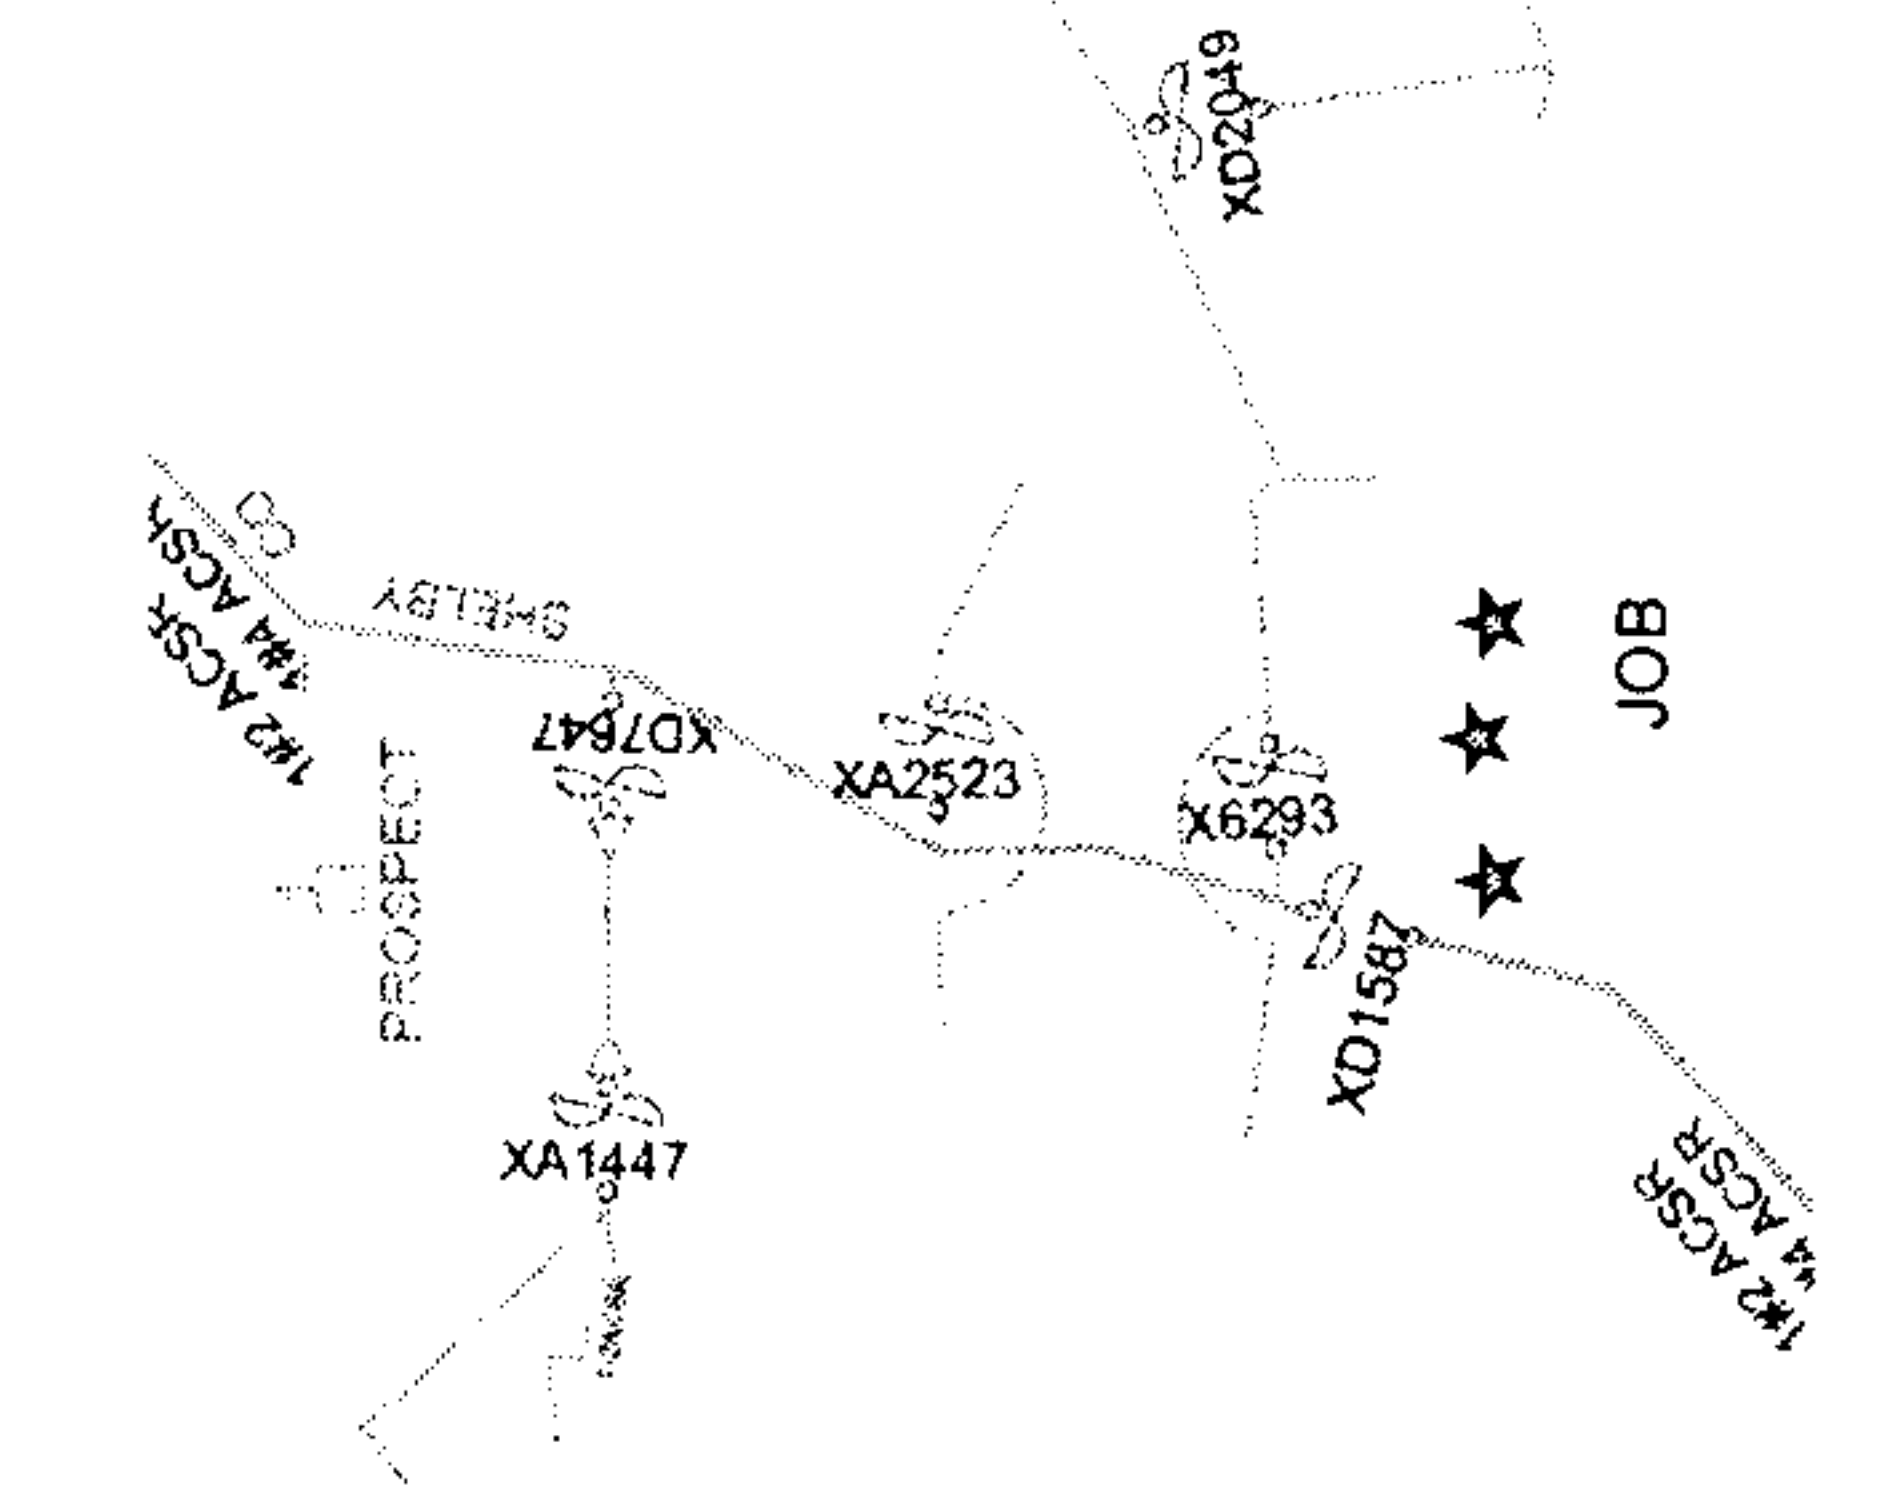 XD2049
CS
1#4 ACSR
1#2 ACSR
SHELBY
XD7647
PROSPECT
XA2523
X6293
JOB
XD1587
XA1447
1#2 ACSR
#4 ACSR